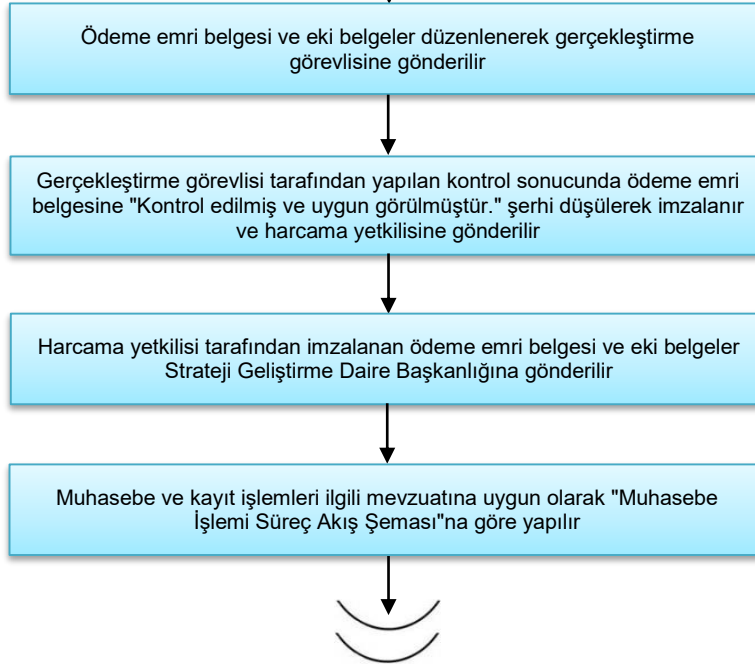 Ödeme emri belgesi ve eki belgeler düzenlenerek gerçekleştirme
görevlisine gönderilir
Gerçekleştirme görevlisi tarafından yapılan kontrol sonucunda ödeme emri
belgesine "Kontrol edilmiş ve uygun görülmüştür." şerhi düşülerek imzalanır
ve harcama yetkilisine gönderilir
Harcama yetkilisi tarafından imzalanan ödeme emri belgesi ve eki belgeler
Strateji Geliştirme Daire Başkanlığına gönderilir
Muhasebe ve kayıt işlemleri ilgili mevzuatına uygun olarak "Muhasebe
İşlemi Süreç Akış Şeması"na göre yapılır